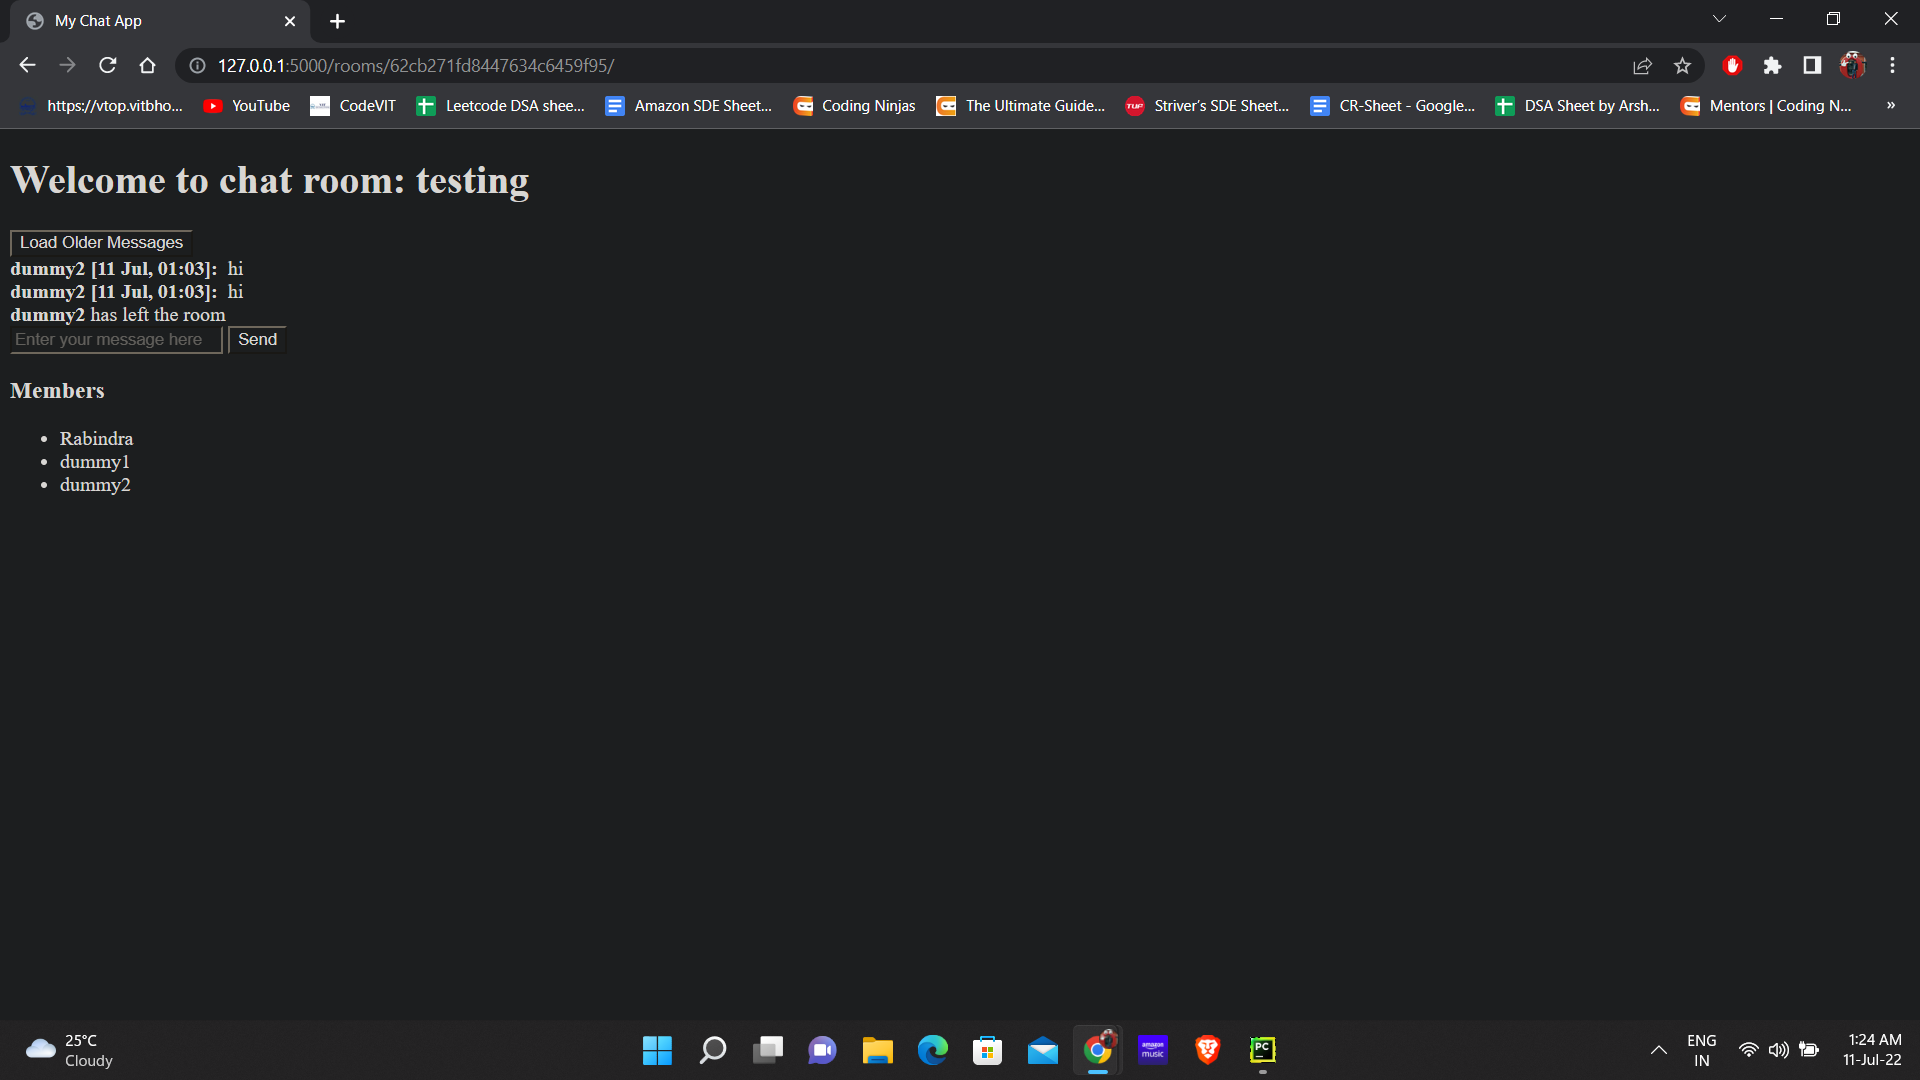 My Chat App
127.0.0.1:5000/rooms/62cb271fd8447634c6459f95/
https://vtop.vitbho... YouTube CodeVIT Leetcode DSA shee... Amazon SDE Sheet... Coding Ninjas The Ultimate Guide... TUF Striver's SDE Sheet... CR-Sheet - Google... DSA Sheet by Arsh... Mentors | Coding N... »
Welcome to chat room: testing
Load Older Messages
dummy2 [11 Jul, 01:03]: hi
dummy2 [11 Jul, 01:03]: hi
dummy2 has left the room
Enter your message here Send
Members
• Rabindra
• dummy1
• dummy2
25°C
Cloudy
amazon
music
PC
ENG
IN
1:24 AM
11-Jul-22